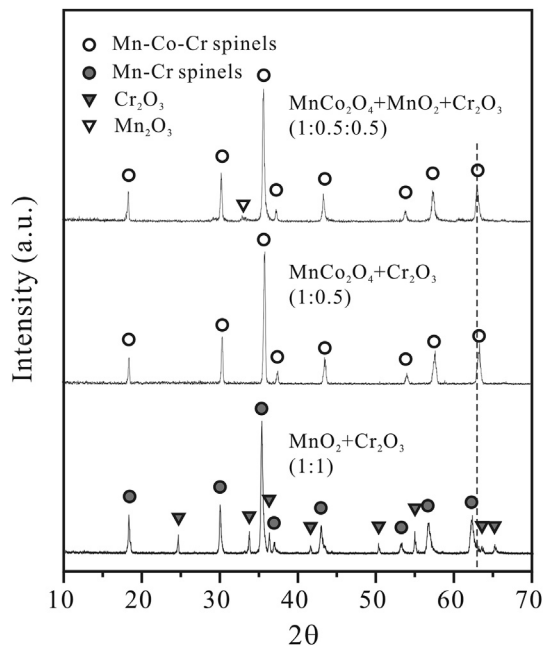 Mn-Co-Cr spinels
Mn-Cr spinels
Cr₂O₃
Mn₂O₃
MnCo₂O₄+MnO₂+Cr₂O₃
(1:0.5:0.5)
MnCo₂O₄+Cr₂O₃
(1:0.5)
MnO₂+Cr₂O₃
(1:1)
Intensity (a.u.)
10 20 30 40 50 60 70
2θ